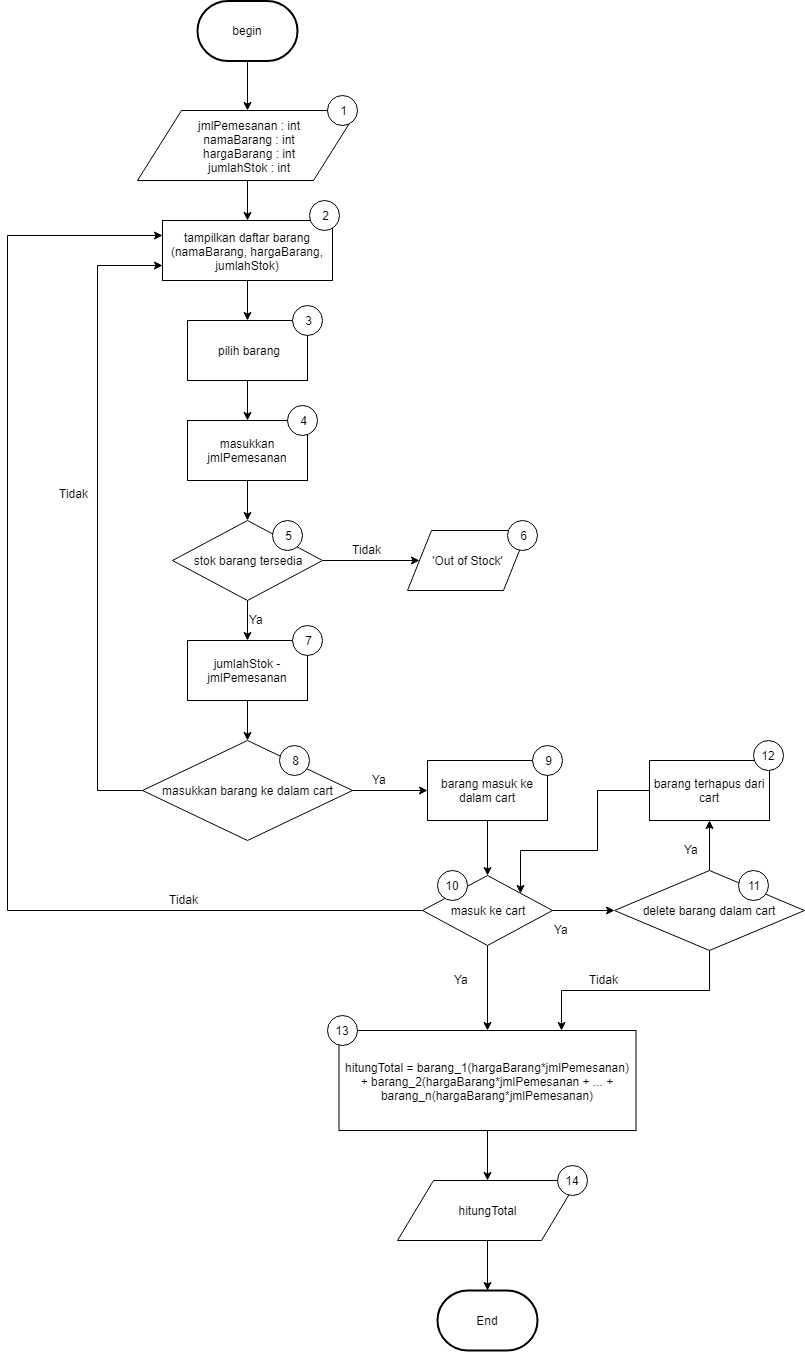 begin
1
jmlPemesanan : int
namaBarang : int
hargaBarang : int
jumlahStok : int
2
tampilkan daftar barang
(namaBarang, hargaBarang,
jumlahStok)
3
pilih barang
4
masukkan
jmlPemesanan
Tidak
5
stok barang tersedia
Tidak
6
'Out of Stock'
Ya
7
jumlahStok -
jmlPemesanan
8
masukkan barang ke dalam cart
Ya
9
barang masuk ke
dalam cart
12
barang terhapus dari
cart
Ya
Tidak
10
masuk ke cart
Ya
11
delete barang dalam cart
Ya
Tidak
13
hitungTotal = barang_1(hargaBarang*jmlPemesanan)
+ barang_2(hargaBarang*jmlPemesanan + ... +
barang_n(hargaBarang*jmlPemesanan)
14
hitungTotal
End